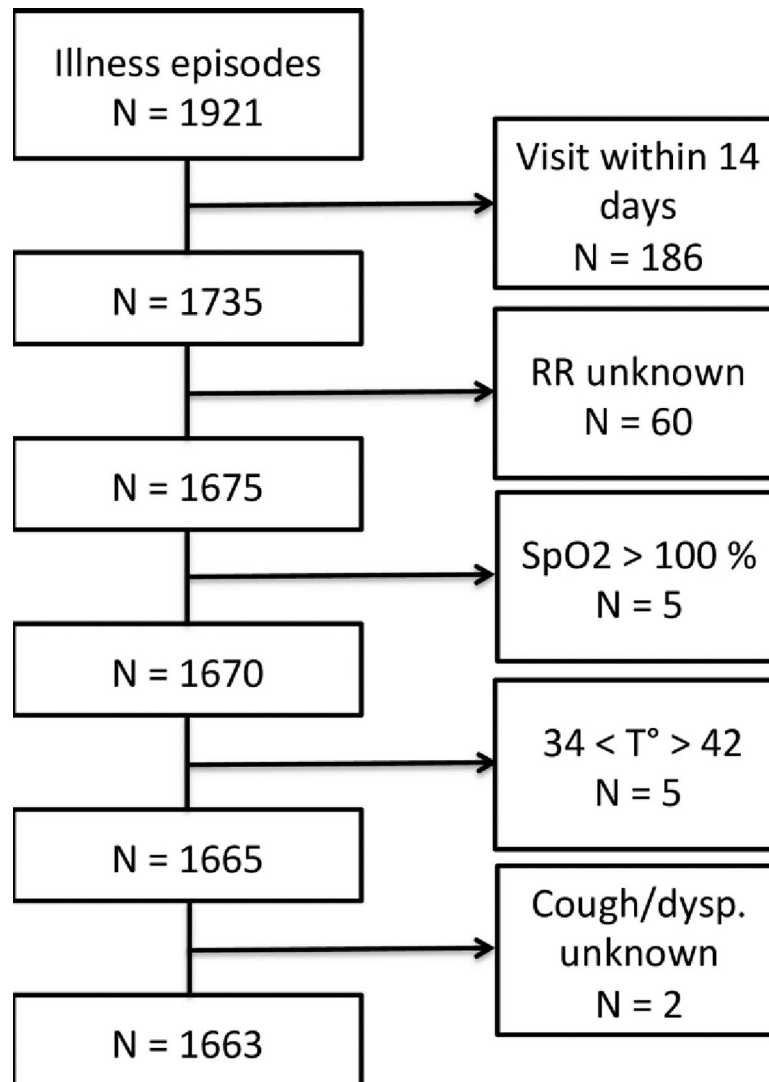 Illness episodes
N = 1921
Visit within 14
days
N = 186
N = 1735
RR unknown
N = 60
N = 1675
SpO2 > 100 %
N = 5
N = 1670
34 < T° > 42
N = 5
N = 1665
Cough/dysp.
unknown
N = 2
N = 1663